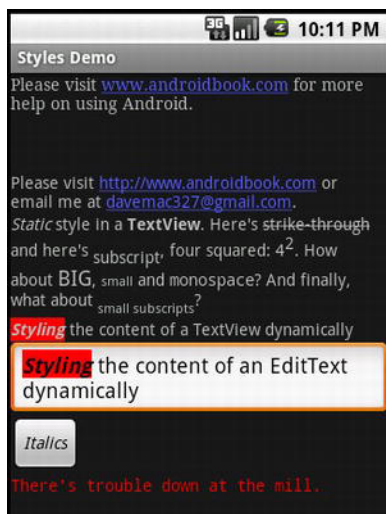 3G 10:11 PM
Styles Demo
Please visit www.androidbook.com for more
help on using Android.
Please visit http://www.androidbook.com or
email me at davemac327@gmail.com.
Static style in a TextView. Here's strike-through
and here's subscript, four squared: 4². How
about BIG, small and monospace? And finally,
what about small subscripts?
Styling the content of a TextView dynamically
Styling the content of an EditText
dynamically
Italics
There's trouble down at the mill.